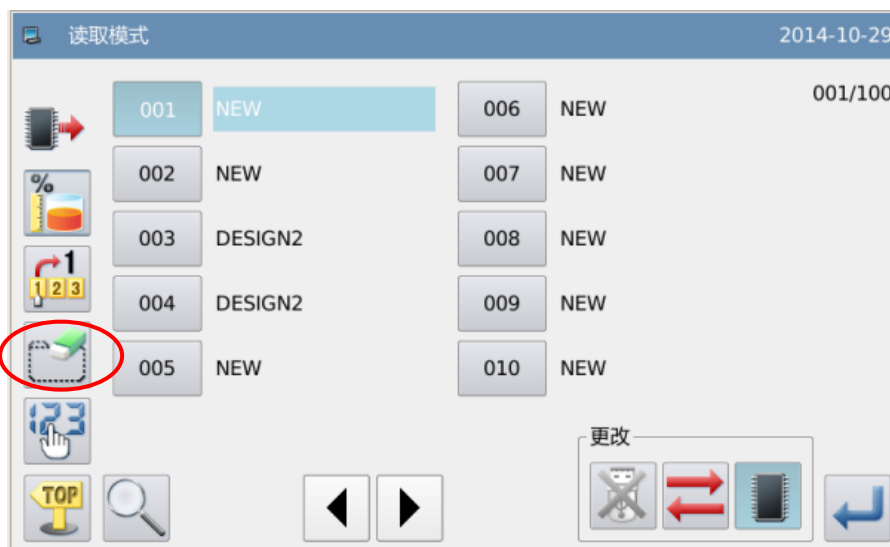 读取模式
2014-10-29
001 NEW
006 NEW
001/100
002 NEW
007 NEW
003 DESIGN2
008 NEW
004 DESIGN2
009 NEW
005 NEW
010 NEW
%
1
1 2 3
123
TOP
更改